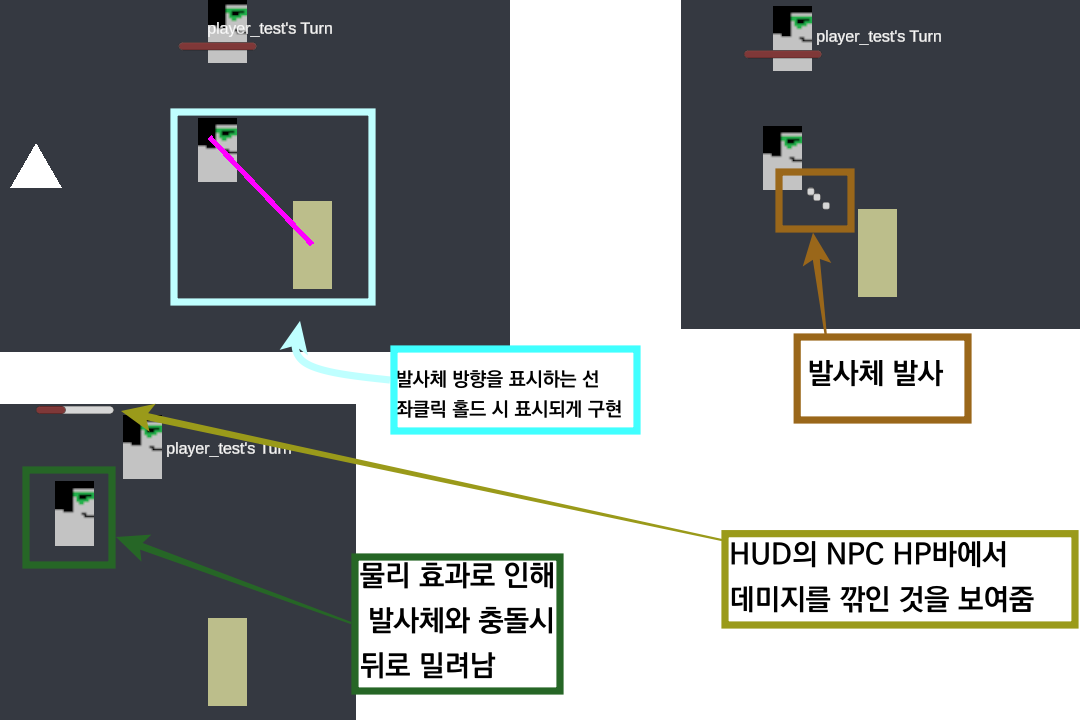 player_test's Turn
player_test's Turn
발사체 방향을 표시하는 선
좌클릭 홀드 시 표시되게 구현
발사체 발사
player_test's Turn
HUD의 NPC HP바에서
데미지를 깎인 것을 보여줌
물리 효과로 인해
발사체와 충돌시
뒤로 밀려남